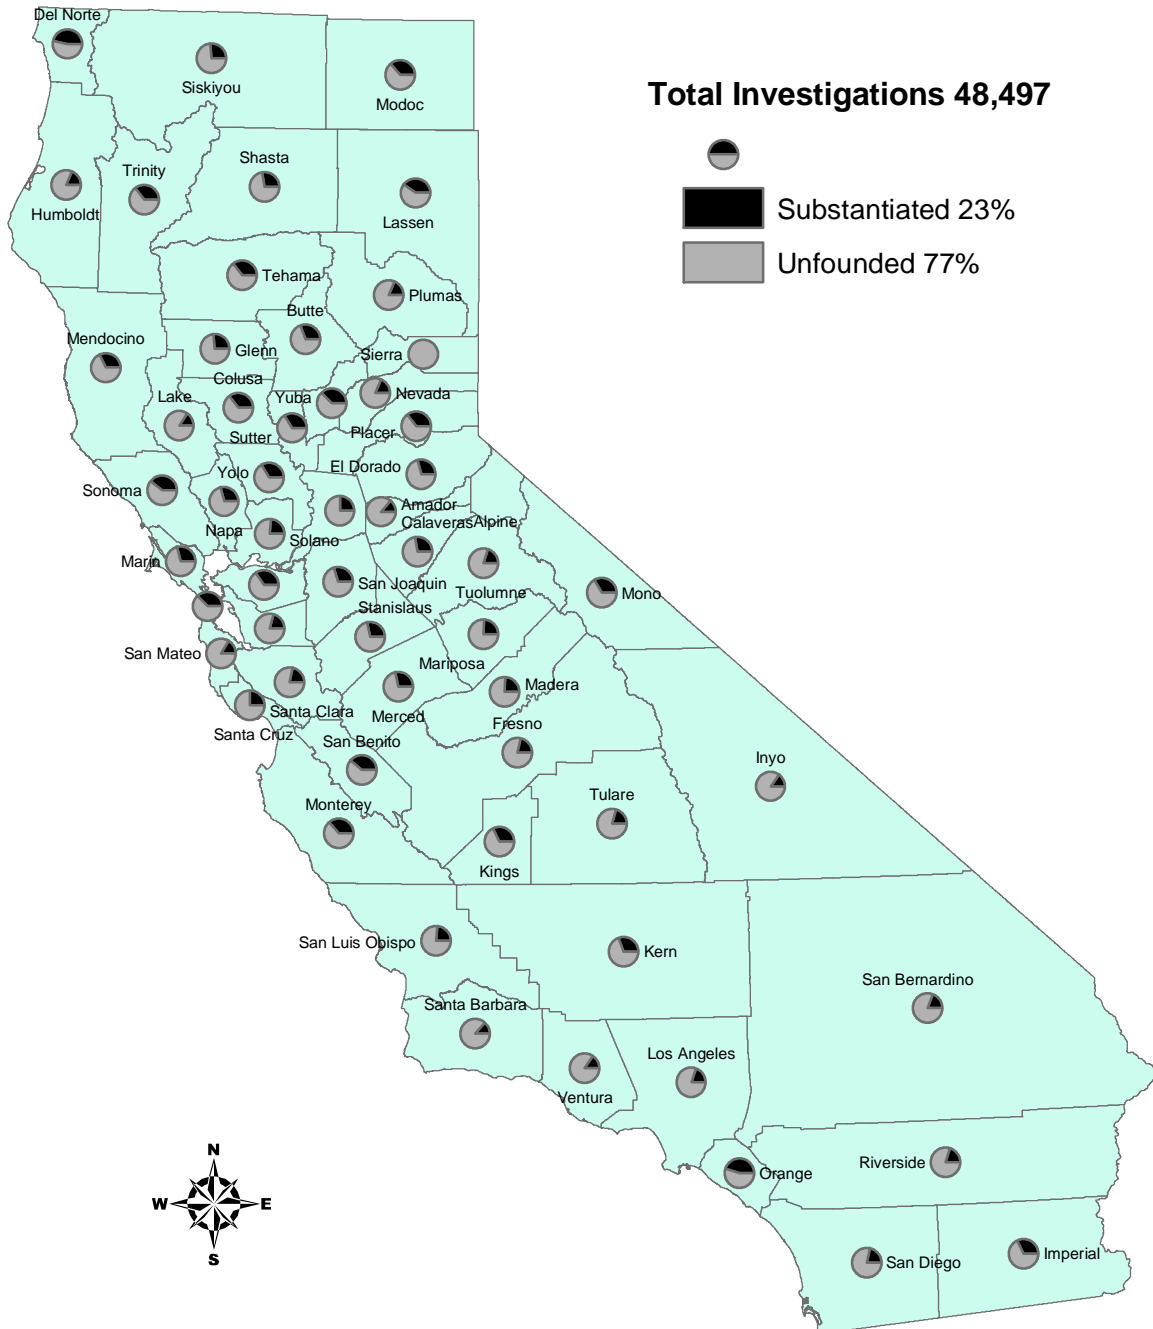 Del Norte
Siskiyou
Modoc
Total Investigations 48,497
Substantiated 23%
Unfounded 77%
Trinity
Shasta
Humboldt
Lassen
Tehama
Plumas
Butte
Mendocino
Glenn
Sierra
Colusa
Lake
Yuba
Nevada
Sutter
Placer
Yolo
El Dorado
Sonoma
Amador
Napa
Solano
Calaveras
Alpine
Marin
San Joaquin
Tuolumne
Mono
Stanislaus
San Mateo
Mariposa
Madera
Santa Clara
Merced
Santa Cruz
Fresno
San Benito
Inyo
Monterey
Tulare
Kings
San Luis Obispo
Kern
San Bernardino
Santa Barbara
Los Angeles
Ventura
Riverside
Orange
N
W
E
S
San Diego
Imperial